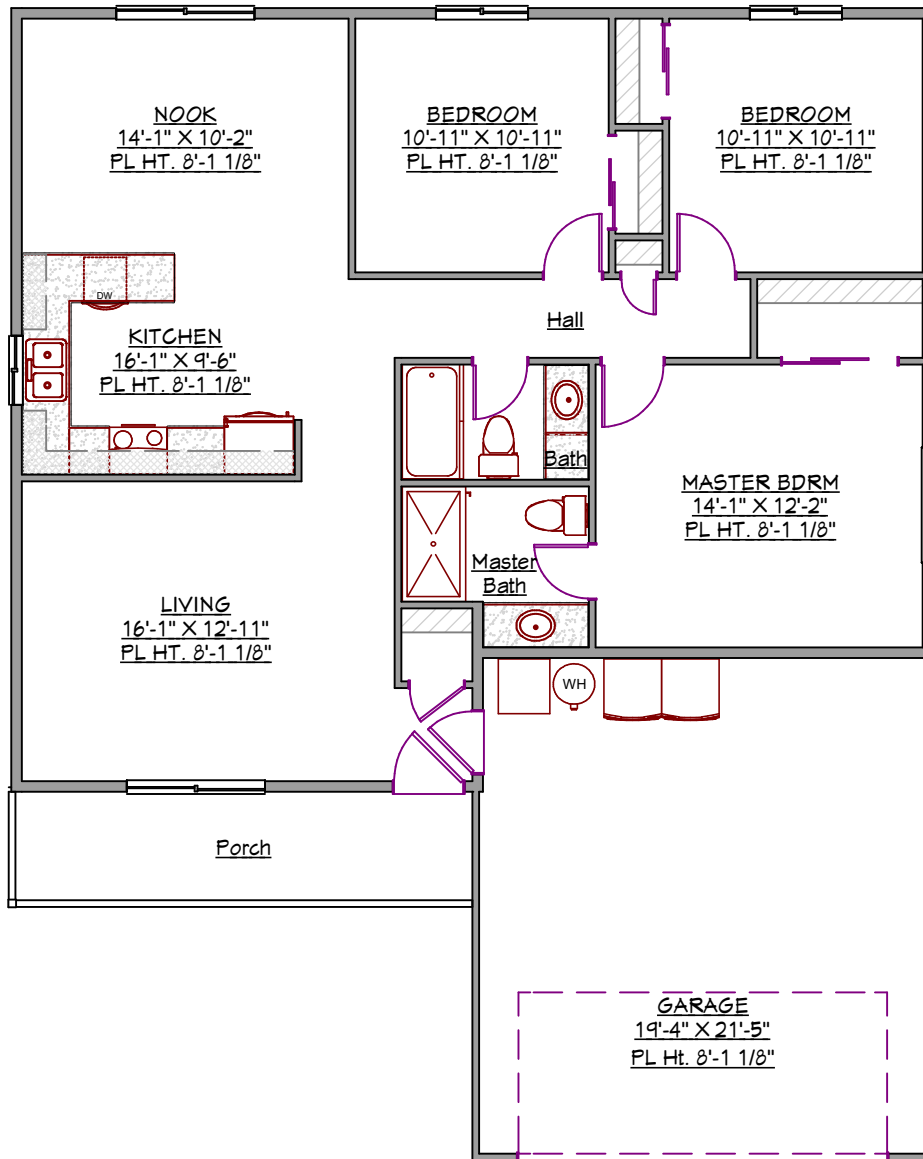 NOOK
14'-1" X 10'-2"
PL HT. 8'-1 1/8"
BEDROOM
10'-11" X 10'-11"
PL HT. 8'-1 1/8"
BEDROOM
10'-11" X 10'-11"
PL HT. 8'-1 1/8"
DW
KITCHEN
16'-1" X 9'-6"
PL HT. 8'-1 1/8"
Hall
Bath
MASTER BDRM
14'-1" X 12'-2"
PL HT. 8'-1 1/8"
Master
Bath
LIVING
16'-1" X 12'-11"
PL HT. 8'-1 1/8"
WH
Porch
GARAGE
19'-4" X 21'-5"
PL Ht. 8'-1 1/8"